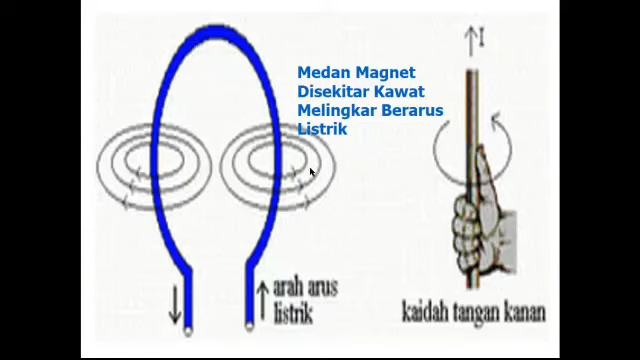 Medan Magnet
Disekitar Kawat
Melingkar Berarus
Listrik
I
arah arus
listrik
kaidah tangan kanan